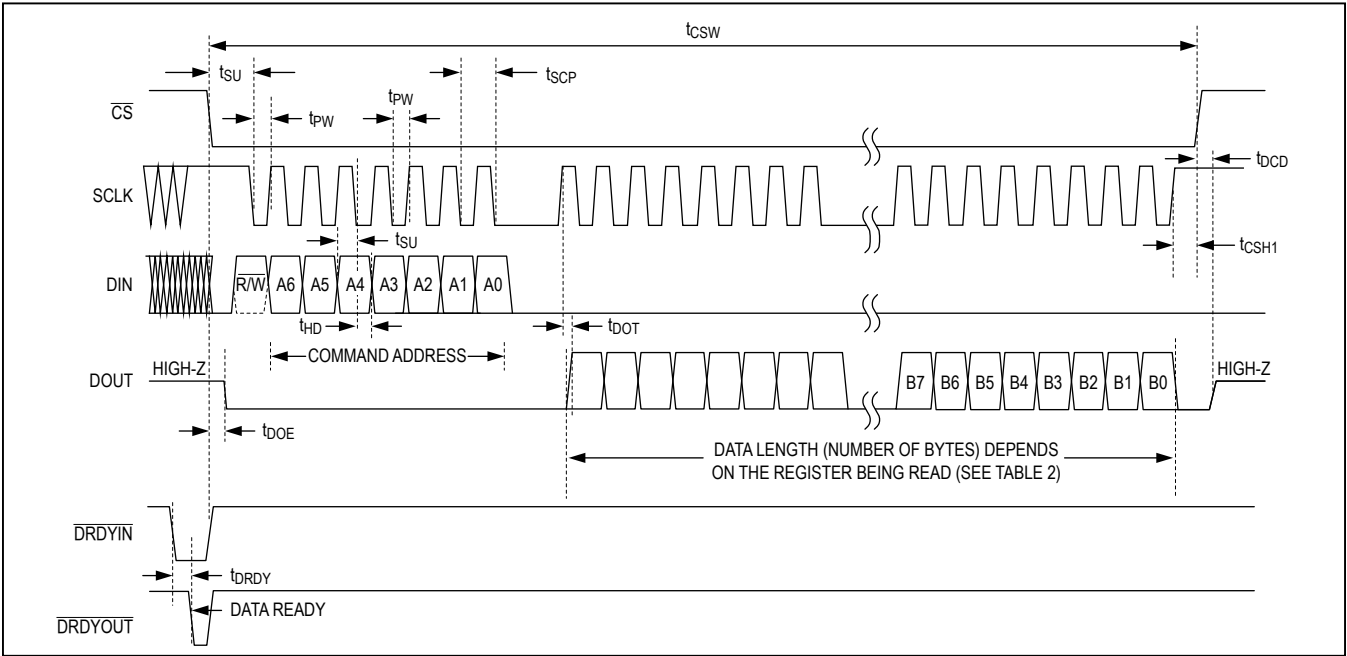 tCSW
tSU
tSCP
tPW
tPW
CS
tDCD
SCLK
tSU
tCSH1
DIN
R/W A6 A5 A4 A3 A2 A1 A0
tHD
tDOT
COMMAND ADDRESS
HIGH-Z
HIGH-Z
DOUT
B7 B6 B5 B4 B3 B2 B1 B0
tDOE
DATA LENGTH (NUMBER OF BYTES) DEPENDS
ON THE REGISTER BEING READ (SEE TABLE 2)
DRDYIN
tDRDY
DATA READY
DRDYOUT